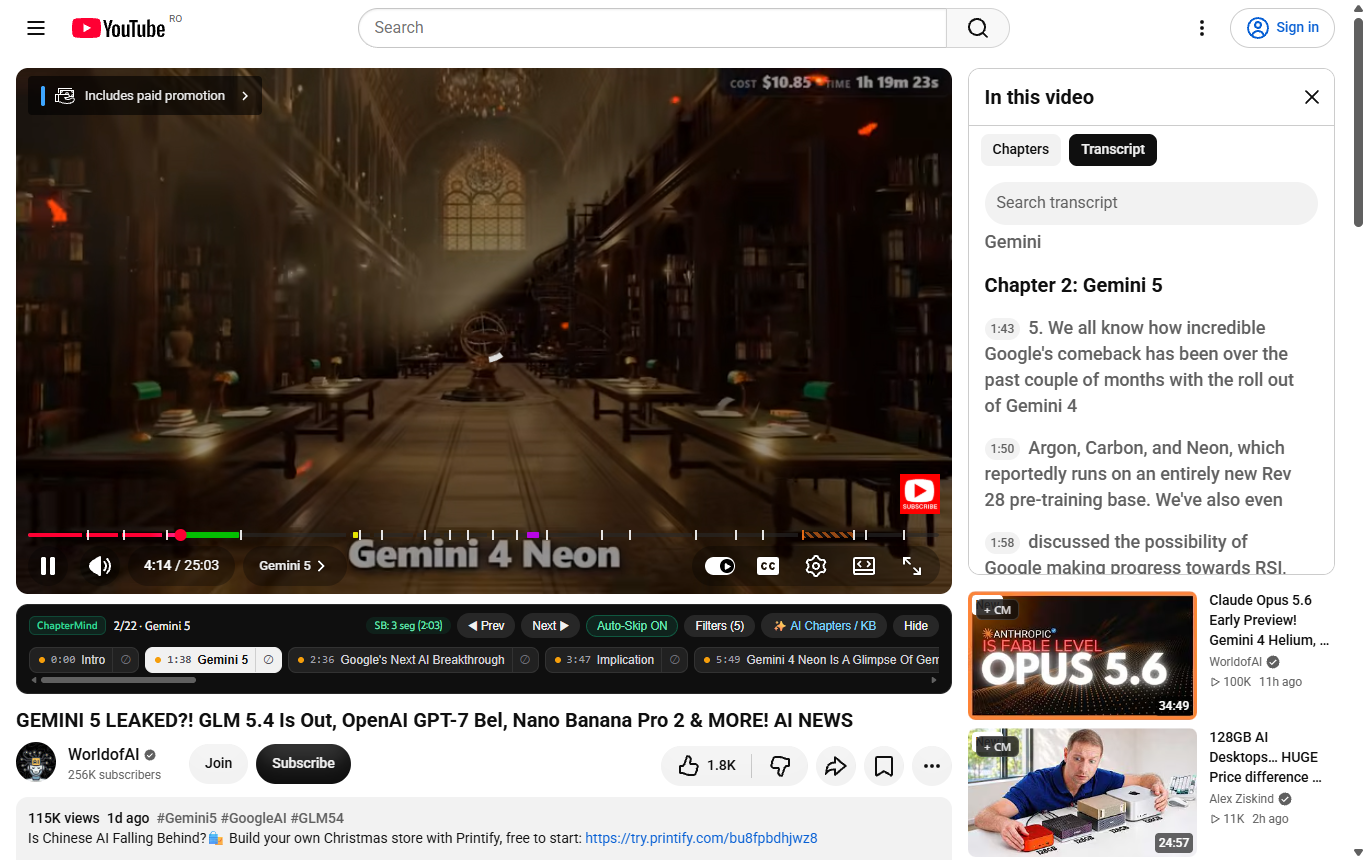 YouTube RO
Search
Sign in
Includes paid promotion
COST $10.85 TIME 1h 19m 23s
SUBSCRIBE
Gemini 4 Neon
4:14 / 25:03
Gemini 5
CC
In this video
Chapters
Transcript
Search transcript
Gemini
Chapter 2: Gemini 5
1:43 5. We all know how incredible
Google's comeback has been over the
past couple of months with the roll out
of Gemini 4
1:50 Argon, Carbon, and Neon, which
reportedly runs on an entirely new Rev
28 pre-training base. We've also even
1:58 discussed the possibility of
Google making progress towards RSI.
ChapterMind 2/22 · Gemini 5
SB: 3 seg (2:03)
◀ Prev
Next ▶
Auto-Skip ON
Filters (5)
✨ AI Chapters / KB
Hide
0:00 Intro
1:38 Gemini 5
2:36 Google's Next AI Breakthrough
3:47 Implication
5:49 Gemini 4 Neon Is A Glimpse Of Gem
GEMINI 5 LEAKED?! GLM 5.4 Is Out, OpenAI GPT-7 Bel, Nano Banana Pro 2 & MORE! AI NEWS
WorldofAI
256K subscribers
Join
Subscribe
1.8K
115K views 1d ago #Gemini5 #GoogleAI #GLM54
Is Chinese AI Falling Behind?🛍️ Build your own Christmas store with Printify, free to start: https://try.printify.com/bu8fpbdhjwz8
+ CM
ANTHROPIC
IS FABLE LEVEL
OPUS 5.6
34:49
Claude Opus 5.6
Early Preview!
Gemini 4 Helium, ...
WorldofAI
100K 11h ago
+ CM
128GB
128GB
128GB
128GB
24:57
128GB AI
Desktops… HUGE
Price difference ...
Alex Ziskind
11K 2h ago